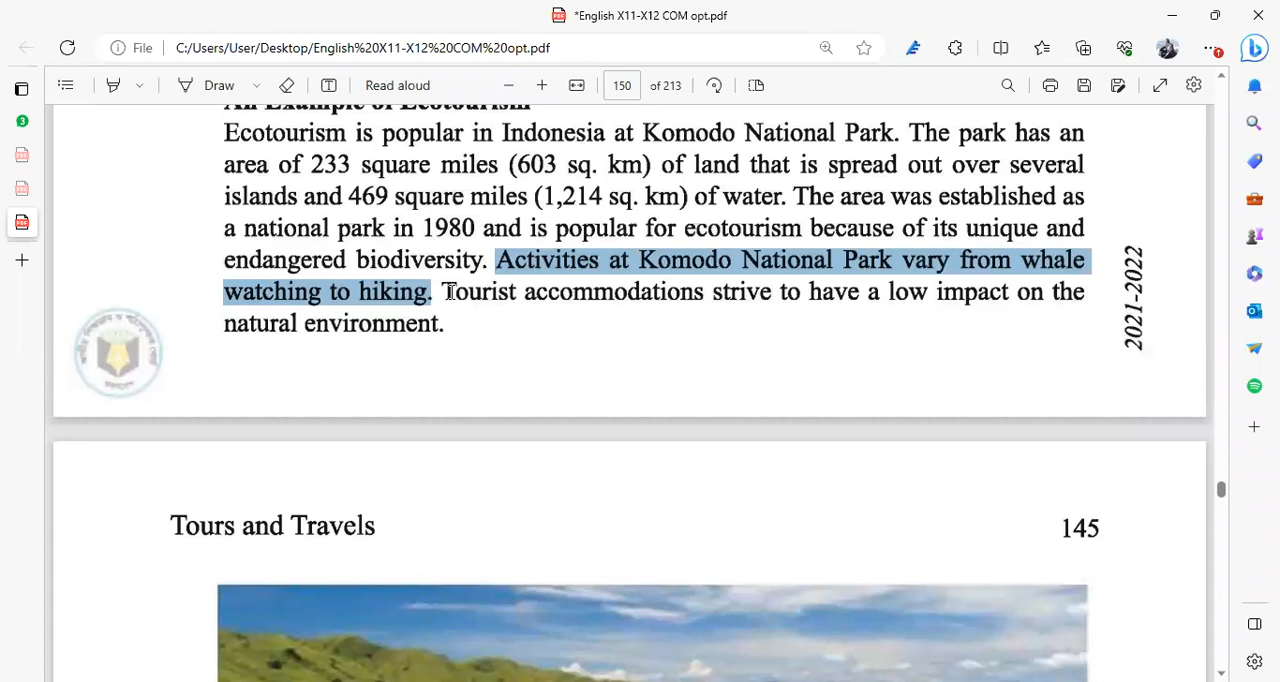 *English X11-X12 COM opt.pdf
File
C:/Users/User/Desktop/English%20X11-X12%20COM%20opt.pdf
Draw
Read aloud
150 of 213
An Example of Ecotourism
Ecotourism is popular in Indonesia at Komodo National Park. The park has an
area of 233 square miles (603 sq. km) of land that is spread out over several
islands and 469 square miles (1,214 sq. km) of water. The area was established as
a national park in 1980 and is popular for ecotourism because of its unique and
endangered biodiversity. Activities at Komodo National Park vary from whale
watching to hiking. Tourist accommodations strive to have a low impact on the
natural environment.
2021-2022
Tours and Travels 145